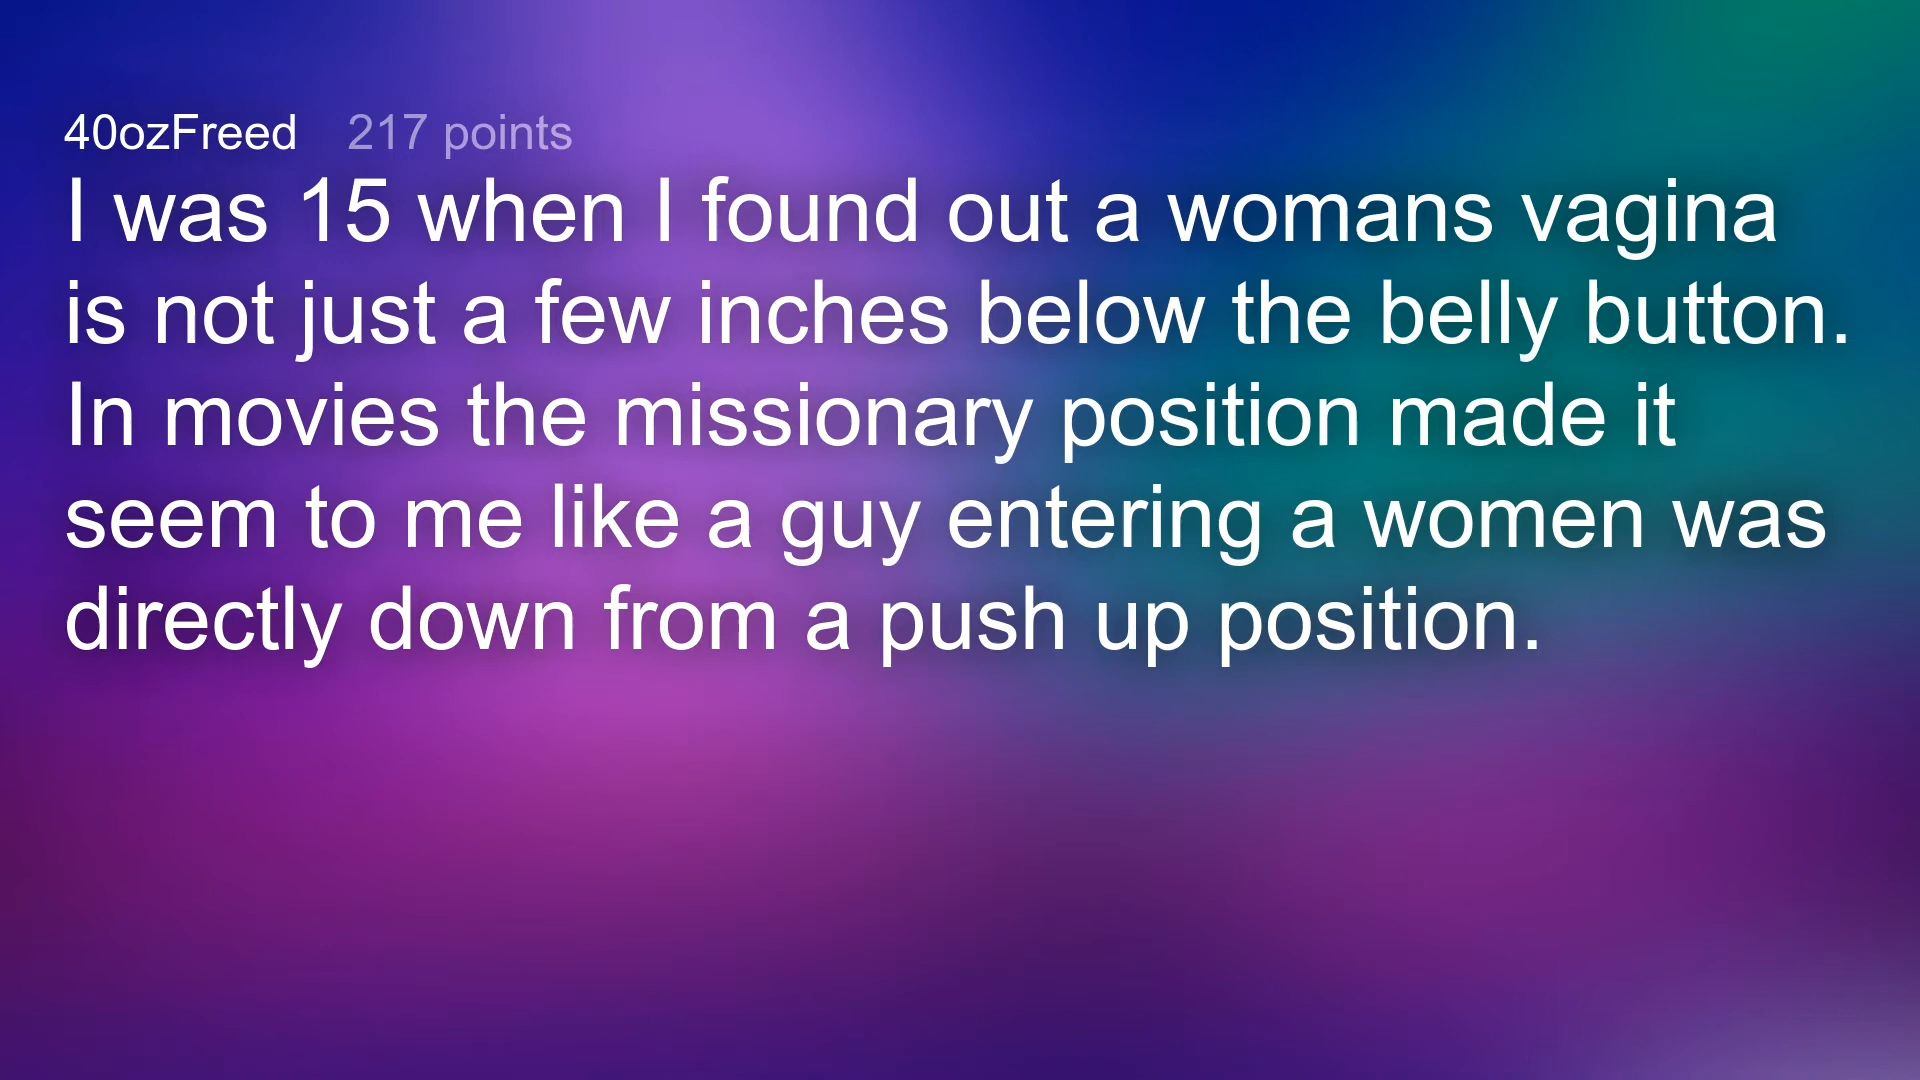 40ozFreed 217 points
I was 15 when I found out a womans vagina
is not just a few inches below the belly button.
In movies the missionary position made it
seem to me like a guy entering a women was
directly down from a push up position.